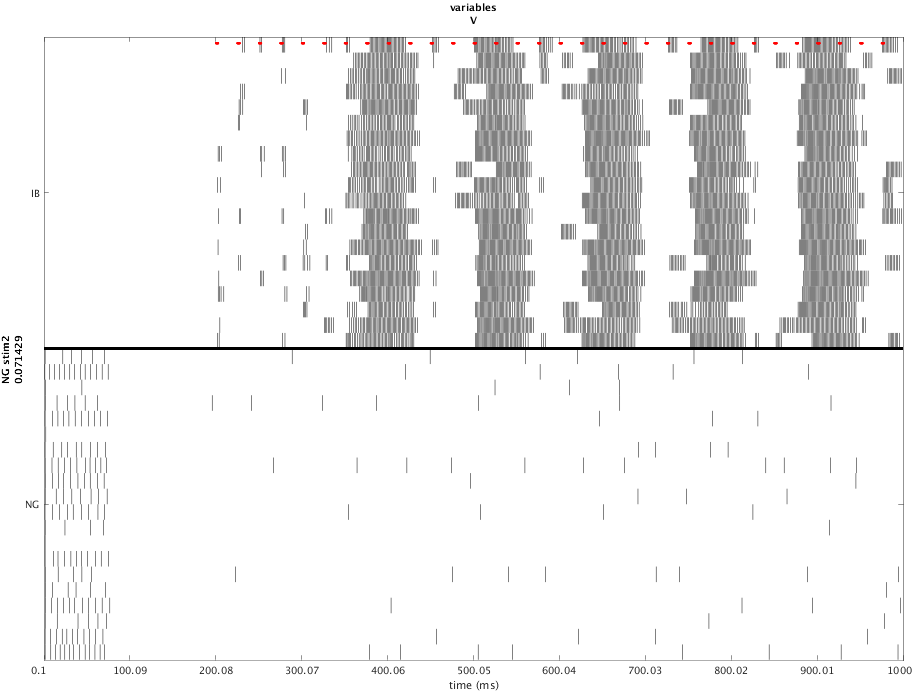 variables
V
IB
NG stim2
0.071429
NG
0.1
100.09
200.08
300.07
400.06
500.05
600.04
700.03
800.02
900.01
1000
time (ms)